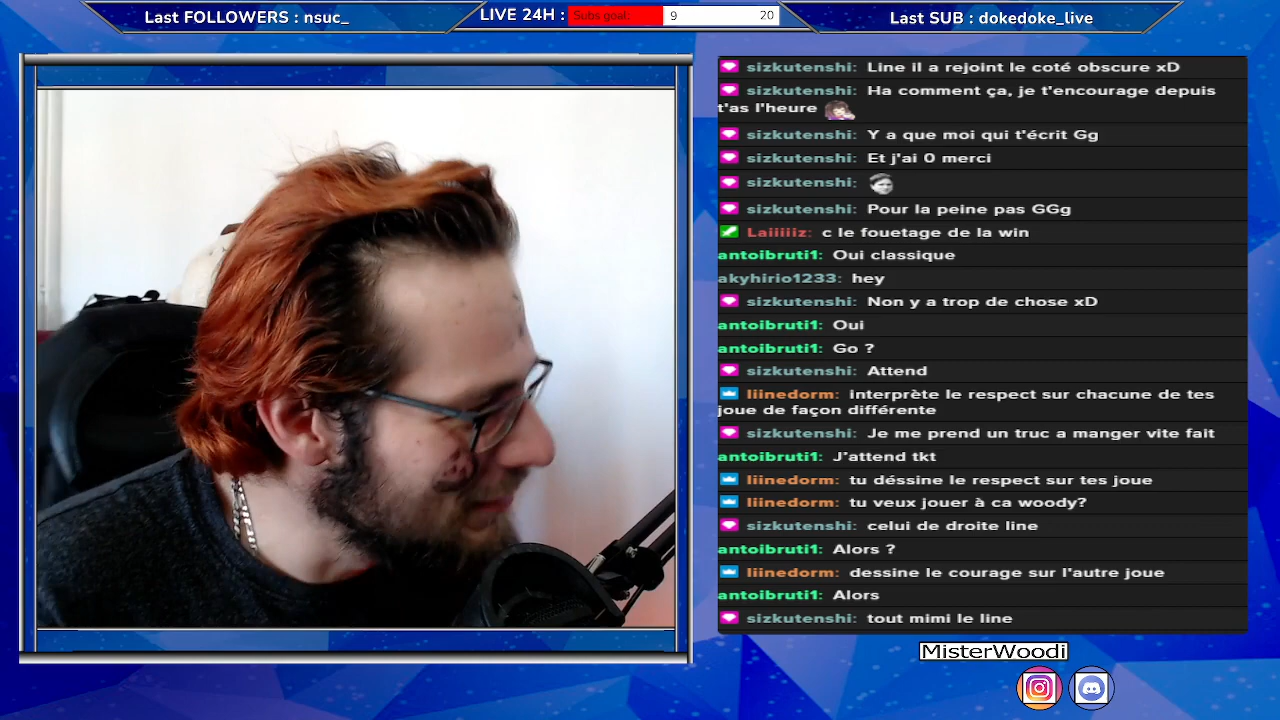 Last FOLLOWERS : nsuc_
LIVE 24H :
Subs goal:
9
20
Last SUB : dokedoke_live
sizkutenshi: Line il a rejoint le coté obscure xD
sizkutenshi: Ha comment ça, je t'encourage depuis
t'as l'heure
sizkutenshi: Y a que moi qui t'écrit Gg
sizkutenshi: Et j'ai 0 merci
sizkutenshi:
sizkutenshi: Pour la peine pas GGg
Laiiiiiz: c le fouetage de la win
antoibruti1: Oui classique
akyhirio1233: hey
sizkutenshi: Non y a trop de chose xD
antoibruti1: Oui
antoibruti1: Go ?
sizkutenshi: Attend
liinedorm: interprète le respect sur chacune de tes
joue de façon différente
sizkutenshi: Je me prend un truc a manger vite fait
antoibruti1: J'attend tkt
liinedorm: tu déssine le respect sur tes joue
liinedorm: tu veux jouer à ca woody?
sizkutenshi: celui de droite line
antoibruti1: Alors ?
liinedorm: dessine le courage sur l'autre joue
antoibruti1: Alors
sizkutenshi: tout mimi le line
MisterWoodi